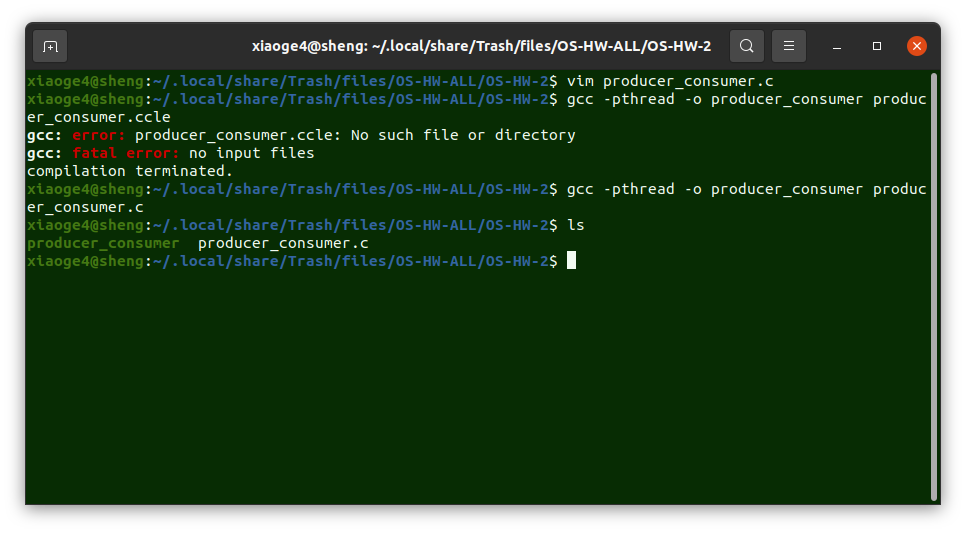 xiaoge4@sheng: ~/.local/share/Trash/files/OS-HW-ALL/OS-HW-2
xiaoge4@sheng:~/.local/share/Trash/files/OS-HW-ALL/OS-HW-2$ vim producer_consumer.c
xiaoge4@sheng:~/.local/share/Trash/files/OS-HW-ALL/OS-HW-2$ gcc -pthread -o producer_consumer produc
er_consumer.ccle
gcc: error: producer_consumer.ccle: No such file or directory
gcc: fatal error: no input files
compilation terminated.
xiaoge4@sheng:~/.local/share/Trash/files/OS-HW-ALL/OS-HW-2$ gcc -pthread -o producer_consumer produc
er_consumer.c
xiaoge4@sheng:~/.local/share/Trash/files/OS-HW-ALL/OS-HW-2$ ls
producer_consumer  producer_consumer.c
xiaoge4@sheng:~/.local/share/Trash/files/OS-HW-ALL/OS-HW-2$